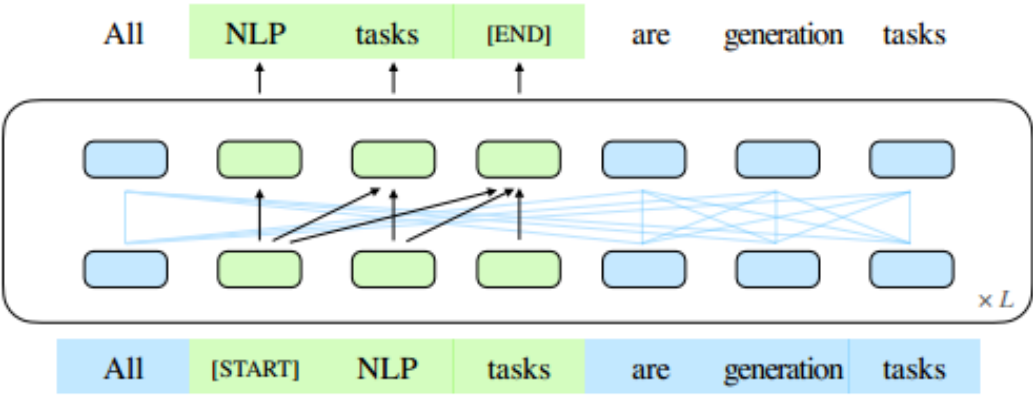 All NLP tasks [END] are generation tasks
× L
All [START] NLP tasks are generation tasks